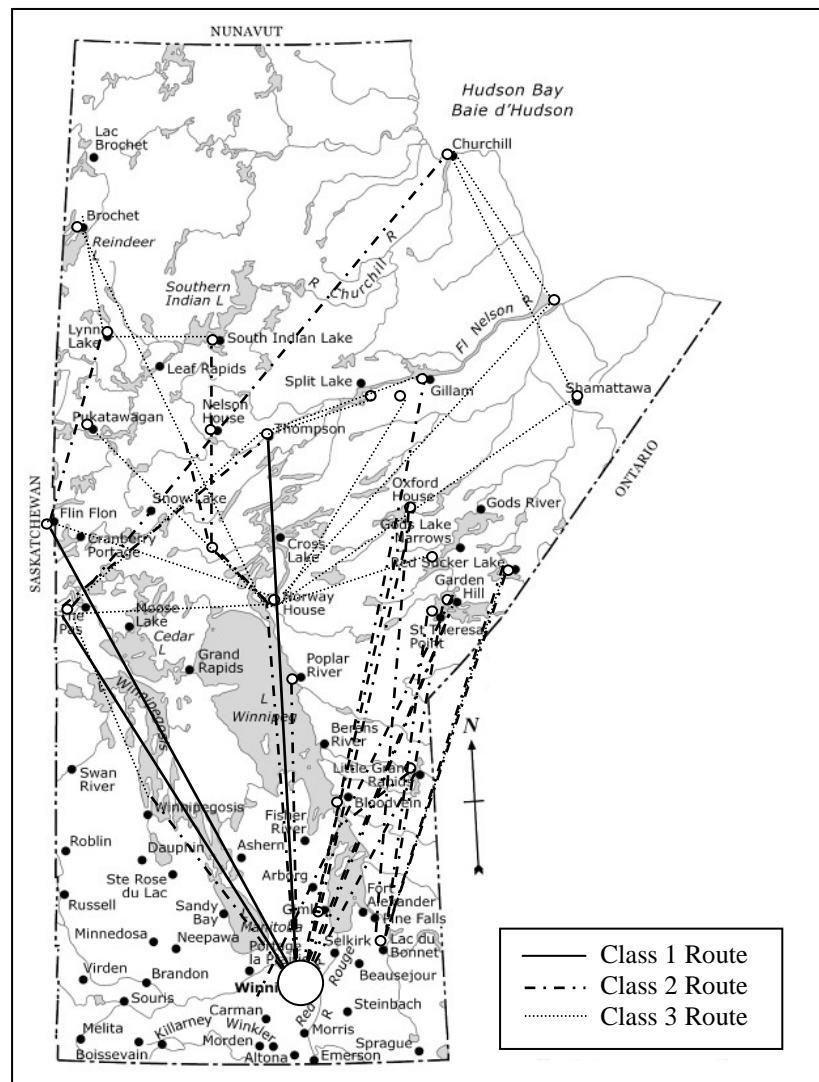 NUNAVUT
Hudson Bay
Baie d'Hudson
Lac
Brochet
Churchill
Brochet
Reindeer
L
Southern
Indian L
R Churchill R
Lynn
Lake
South Indian Lake
Leaf Rapids
Fl Nelson R
Split Lake
Gillam
Shamattawa
Pukatawagan
Nelson
House
Thompson
ONTARIO
Oxford
House
Gods River
Snow Lake
Flin Flon
Cranberry
Portage
Cross
Lake
Gods Lake
Narrows
Red Sucker Lake
SASKATCHEWAN
Garden
Hill
Norway
House
Pas
Moose
Lake
Cedar
L
St Theresa
Point
Grand
Rapids
Poplar
River
L
Winnipeg
Winnipegosis
Berens
River
N
Swan
River
Little Grand
Rapids
Bloodvein
Winnipegosis
Fisher
River
Roblin
Dauphin
Ashern
Ste Rose
du Lac
Arborg
Russell
Sandy
Bay
Gimli
Fort
Alexander
Pine Falls
Minnedosa
Neepawa
Manitoba
Selkirk
Lac du
Bonnet
Portage
la Prairie
Virden
Brandon
Winni
Rouge
Beausejour
Souris
Carman
Red
R
Steinbach
Melita
Killarney
Winkler
Morris
Boissevain
Morden
Altona
Emerson
Sprague
Class 1 Route
Class 2 Route
Class 3 Route